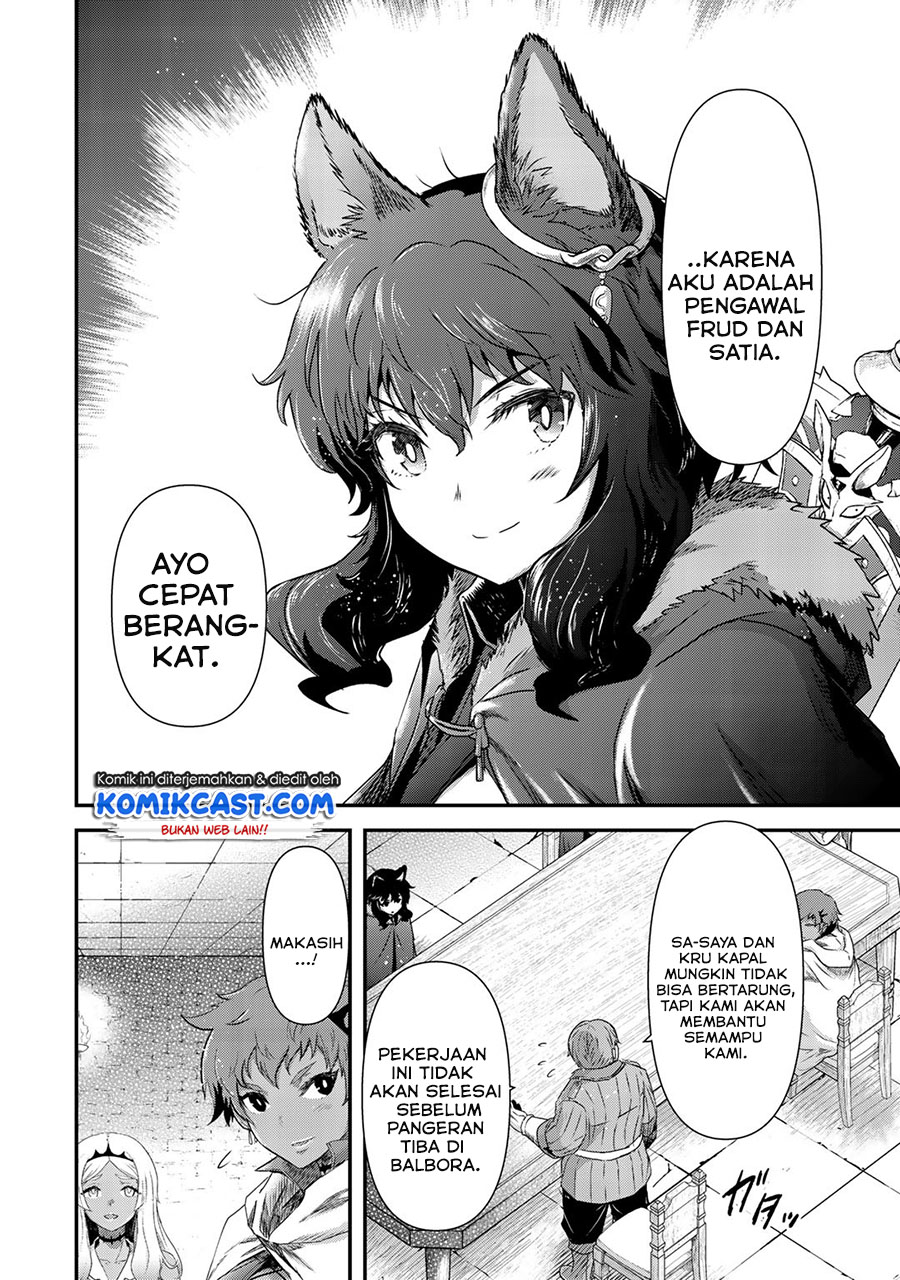 ..KARENA
AKU ADALAH
PENGAWAL
FRUD DAN
SATIA.
AYO
CEPAT
BERANG-
KAT.
Komik ini diterjemahkan & diedit oleh
KOMIKCAST.COM
BUKAN WEB LAIN!!
SA-SAYA DAN
KRU KAPAL
MUNGKIN TIDAK
BISA BERTARUNG,
TAPI KAMI AKAN
MEMBANTU
SEMAMPU
KAMI.
PEKERJAAN
INI TIDAK
AKAN SELESAI
SEBELUM
PANGERAN
TIBA DI
BALBORA.
ガタッ
MAKASIH
...!